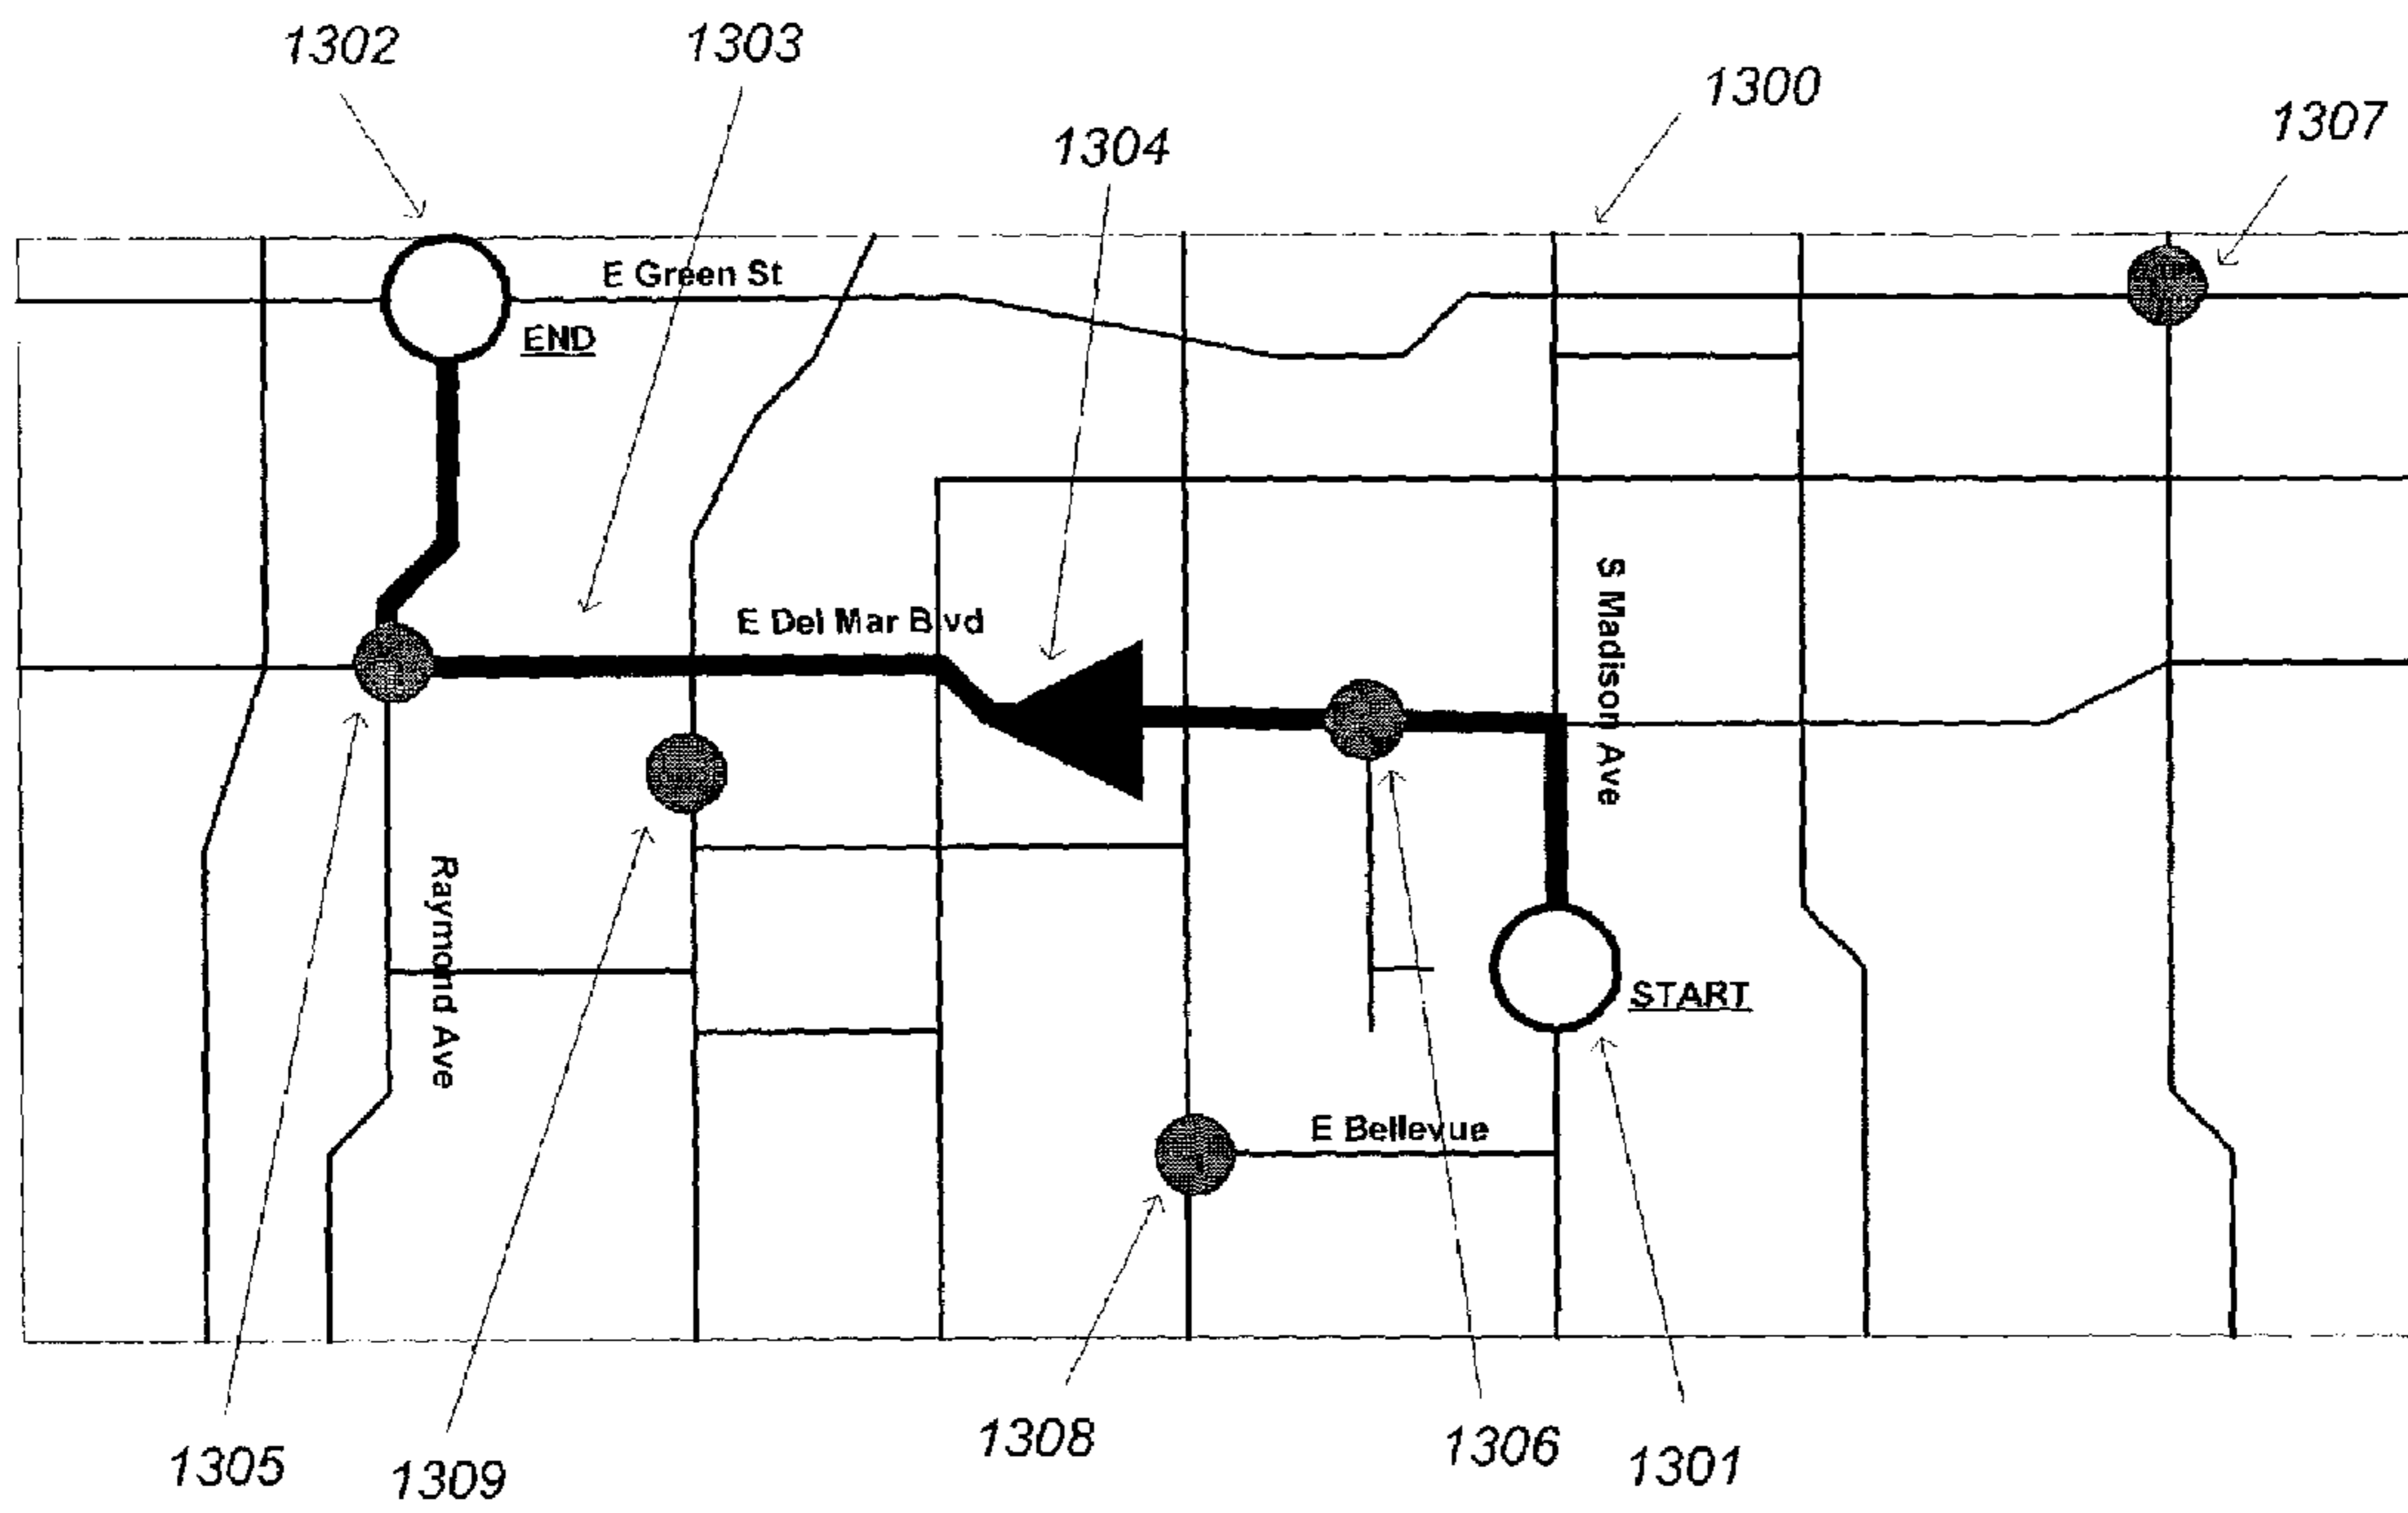 1302
1303
1300
1307
1304
E Green St
END
S Madison Ave
E Del Mar Blvd
Raymond Ave
START
E Bellevue
1308
1306
1301
1305
1309